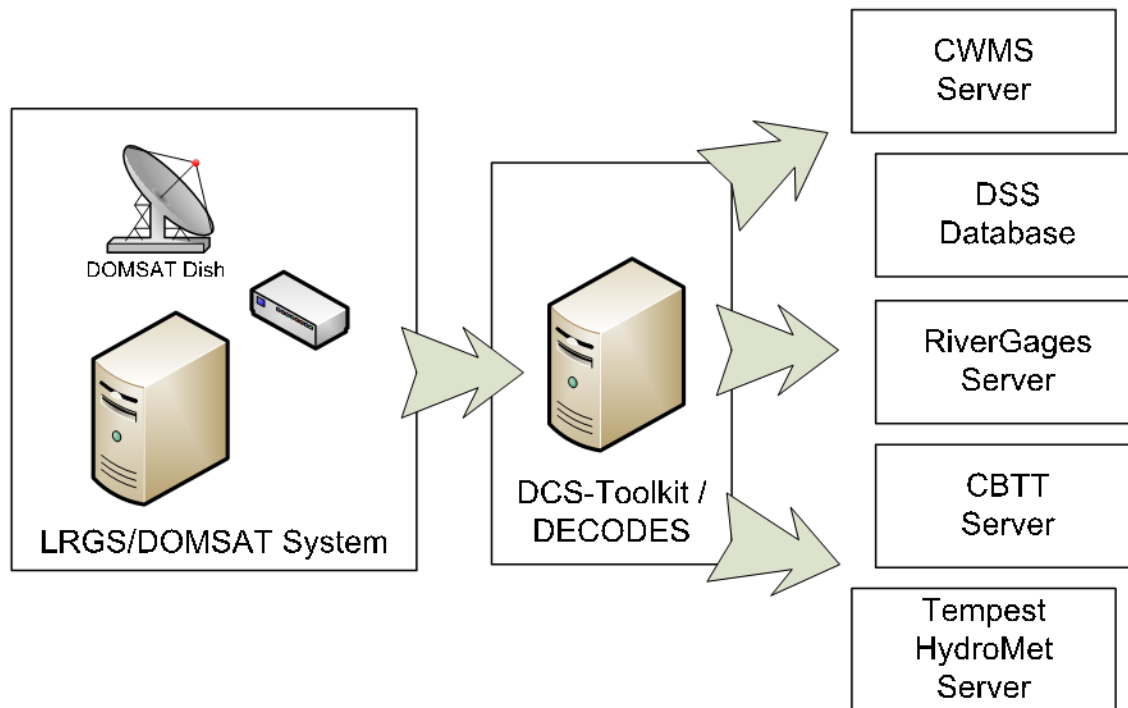 DOMSAT Dish
LRGS/DOMSAT System
DCS-Toolkit /
DECODES
CWMS
Server
DSS
Database
RiverGages
Server
CBTT
Server
Tempest
HydroMet
Server